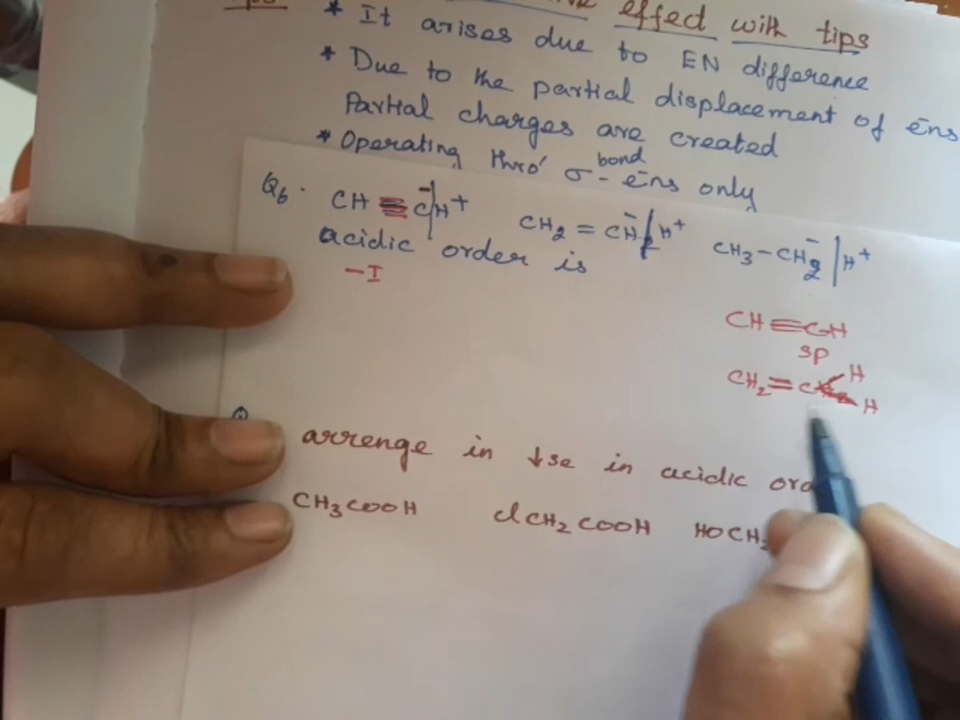 effect with tips
* It arises due to EN difference
* Due to the partial displacement of ēns
Partial charges are created
* Operating thro' σ-bond ēns only
Q6. CH ≡ C̄|H⁺ CH₂ = CH̄|H⁺ CH₃-CH̄₂|H⁺
acidic order is
-I
CH≡C-H
sp
CH₂=C H
H
Q
arrenge in ↓se in acidic
CH₃COOH ClCH₂COOH HOCH₂